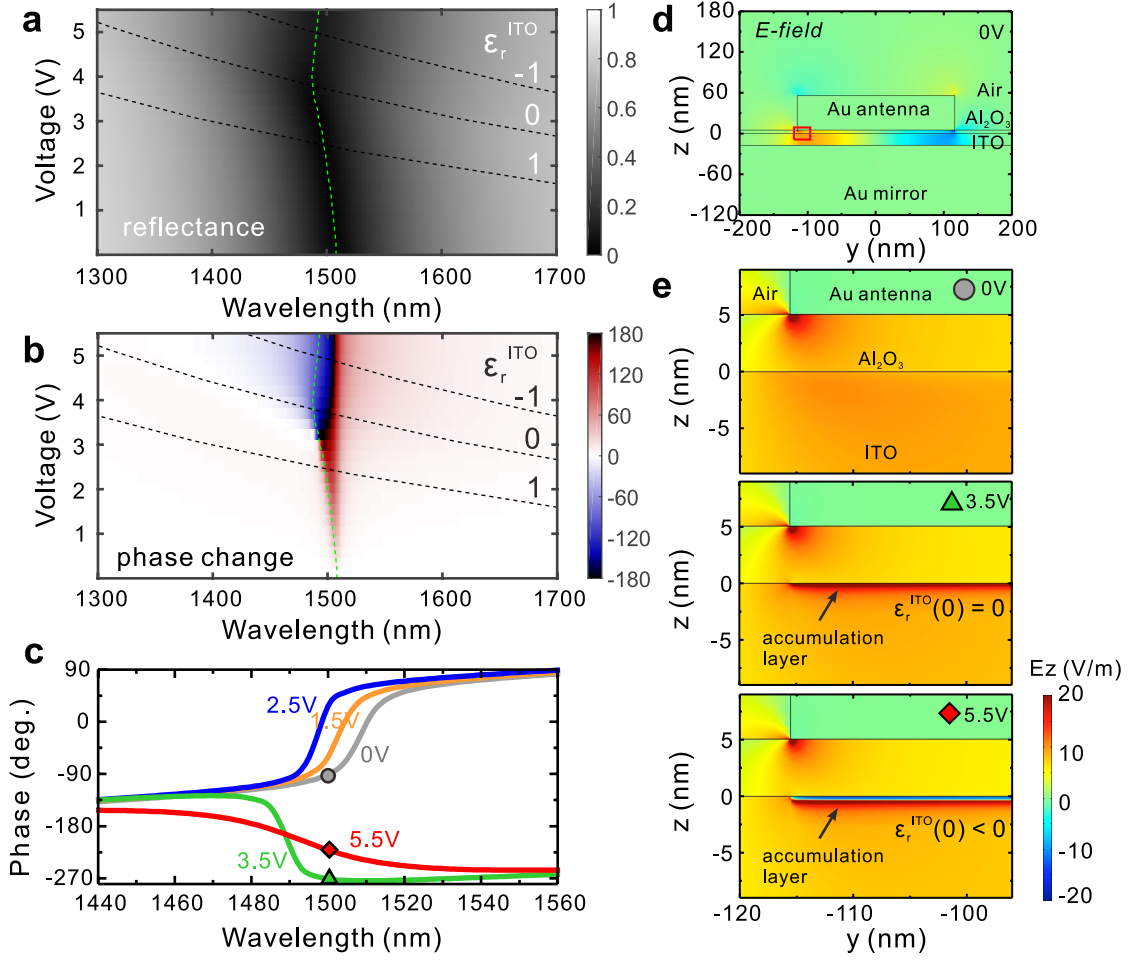 a
Voltage (V)
5
4
3
2
1
ε_r^ITO
-1
0
1
reflectance
1300
1400
1500
1600
1700
Wavelength (nm)
1
0.8
0.6
0.4
0.2
0
b
Voltage (V)
5
4
3
2
1
ε_r^ITO
-1
0
1
phase change
1300
1400
1500
1600
1700
Wavelength (nm)
180
120
60
0
-60
-120
-180
c
Phase (deg.)
90
0
-90
-180
-270
2.5V
1.5V
0V
5.5V
3.5V
1440
1460
1480
1500
1520
1540
1560
Wavelength (nm)
d
z (nm)
180
120
60
0
-60
-120
E-field
0V
Air
Au antenna
Al₂O₃
ITO
Au mirror
-200
-100
0
100
200
y (nm)
e
z (nm)
5
0
-5
Air
Au antenna
0V
Al₂O₃
ITO
z (nm)
5
0
-5
3.5V
ε_r^ITO(0) = 0
accumulation
layer
z (nm)
5
0
-5
5.5V
ε_r^ITO(0) < 0
accumulation
layer
-120
-110
-100
y (nm)
Ez (V/m)
20
10
0
-10
-20